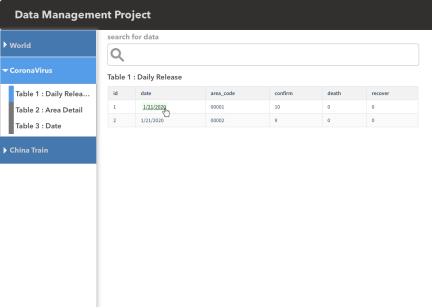 Data Management Project
World
CoronaVirus
Table 1 : Daily Relea...
Table 2 : Area Detail
Table 3 : Date
China Train
search for data
Table 1 : Daily Release
id date area_code confirm death recover
1 1/21/2020 00001 10 0 0
2 1/21/2020 00002 9 0 0